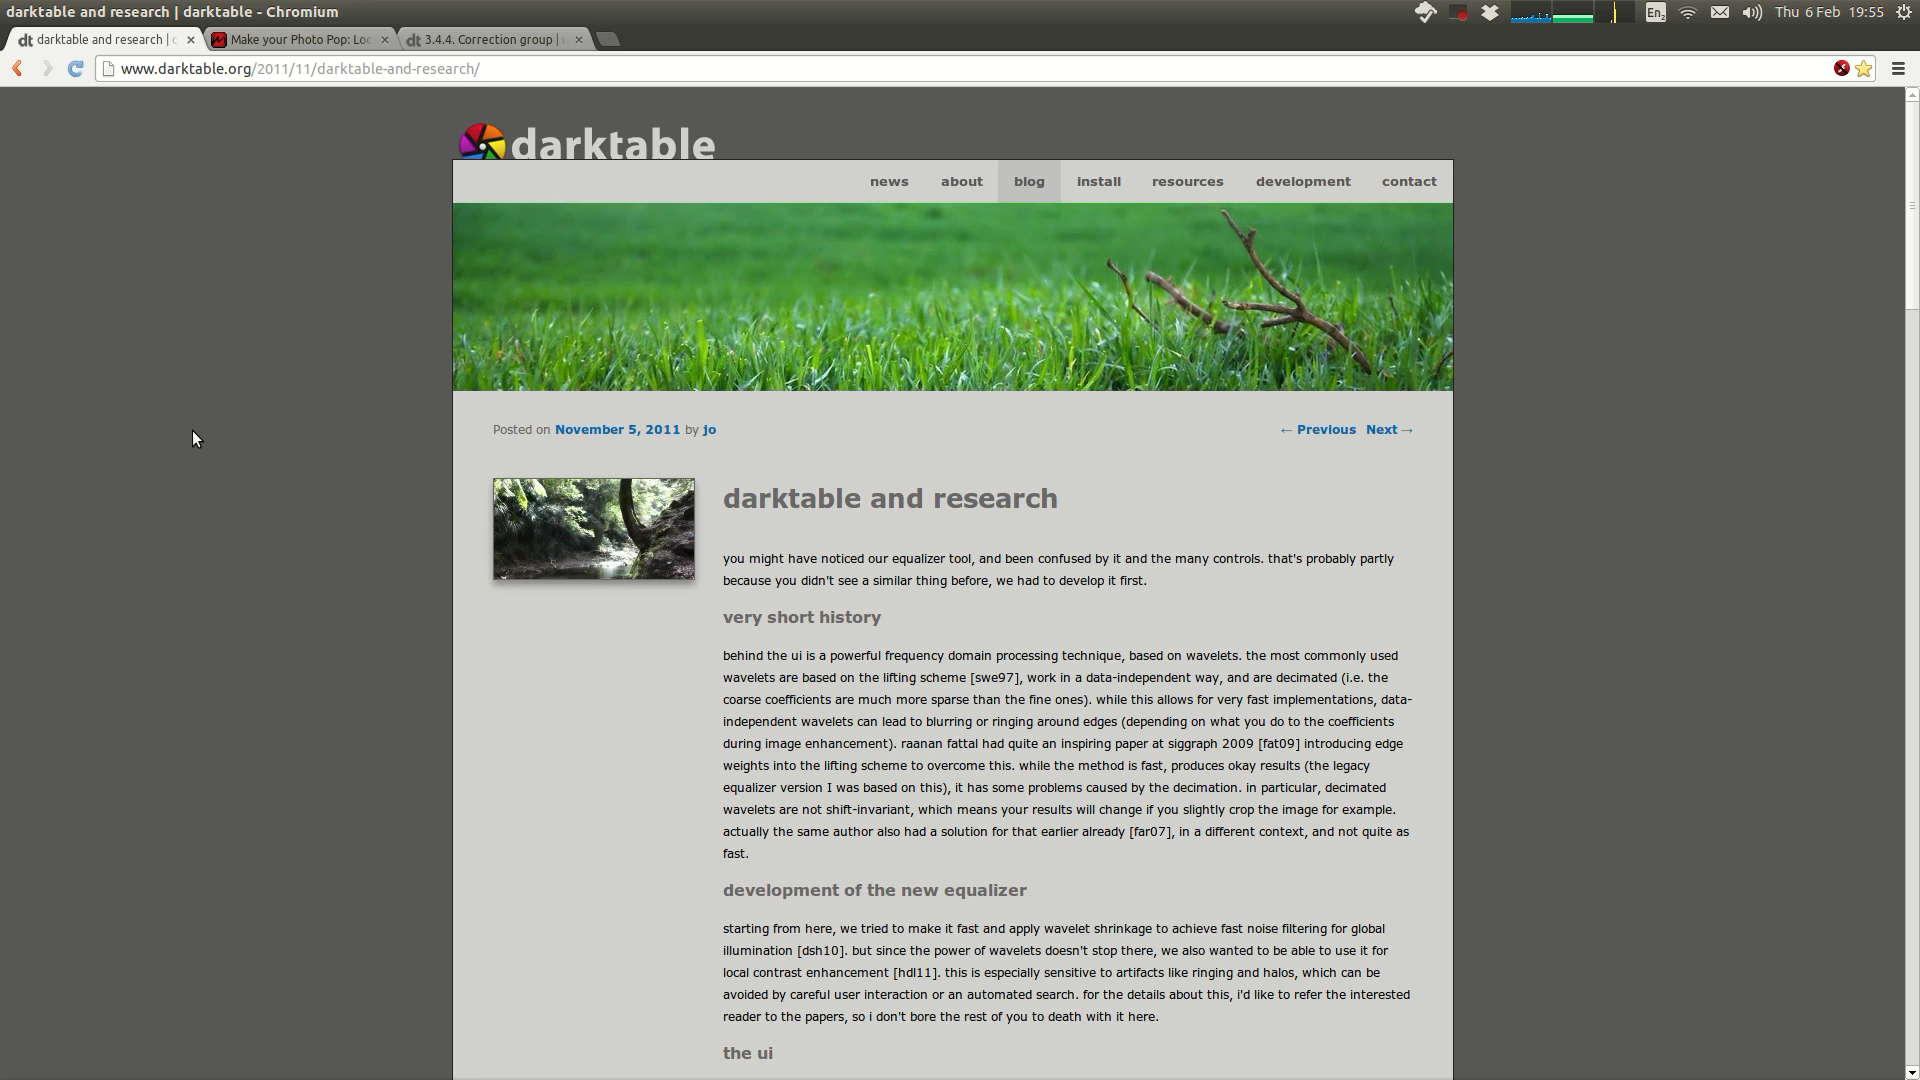 darktable and research | darktable - Chromium
En2
Thu 6 Feb 19:55
dt darktable and research |
Make your Photo Pop: Loc
dt 3.4.4. Correction group |
www.darktable.org/2011/11/darktable-and-research/
darktable
news about blog install resources development contact
Posted on November 5, 2011 by jo
← Previous Next →
darktable and research
you might have noticed our equalizer tool, and been confused by it and the many controls. that's probably partly
because you didn't see a similar thing before, we had to develop it first.
very short history
behind the ui is a powerful frequency domain processing technique, based on wavelets. the most commonly used
wavelets are based on the lifting scheme [swe97], work in a data-independent way, and are decimated (i.e. the
coarse coefficients are much more sparse than the fine ones). while this allows for very fast implementations, data-
independent wavelets can lead to blurring or ringing around edges (depending on what you do to the coefficients
during image enhancement). raanan fattal had quite an inspiring paper at siggraph 2009 [fat09] introducing edge
weights into the lifting scheme to overcome this. while the method is fast, produces okay results (the legacy
equalizer version I was based on this), it has some problems caused by the decimation. in particular, decimated
wavelets are not shift-invariant, which means your results will change if you slightly crop the image for example.
actually the same author also had a solution for that earlier already [far07], in a different context, and not quite as
fast.
development of the new equalizer
starting from here, we tried to make it fast and apply wavelet shrinkage to achieve fast noise filtering for global
illumination [dsh10]. but since the power of wavelets doesn't stop there, we also wanted to be able to use it for
local contrast enhancement [hdl11]. this is especially sensitive to artifacts like ringing and halos, which can be
avoided by careful user interaction or an automated search. for the details about this, i'd like to refer the interested
reader to the papers, so i don't bore the rest of you to death with it here.
the ui